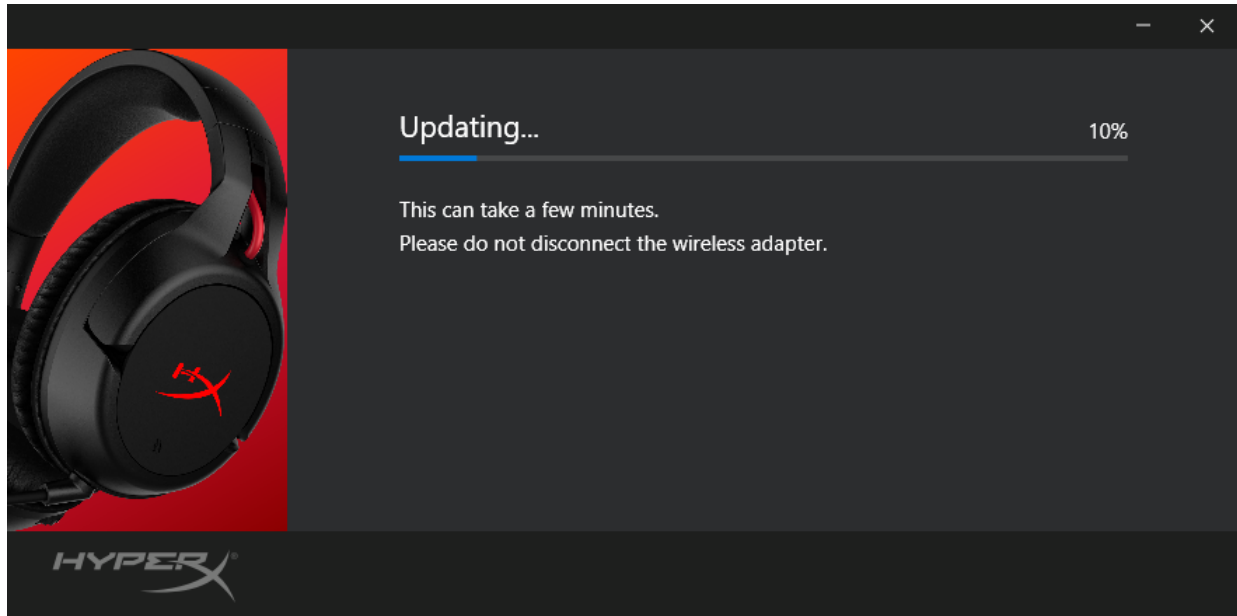 Updating...
10%
This can take a few minutes.
Please do not disconnect the wireless adapter.
HYPERX®